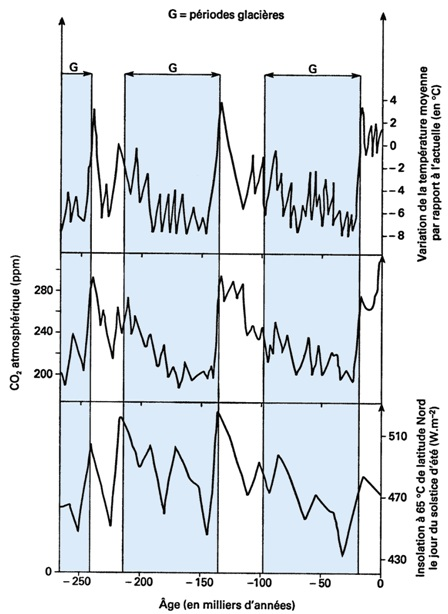 G = périodes glacières
G
G
G
4
2
0
−2
−4
−6
−8
Variation de la température moyenne
par rapport à l'actuelle (en °C)
CO₂ atmosphérique (ppm)
280
240
200
0
510
470
430
Insolation à 65 °C de latitude Nord
le jour du solstice d'été (W.m⁻²)
−250
−200
−150
−100
−50
0
Âge (en milliers d'années)